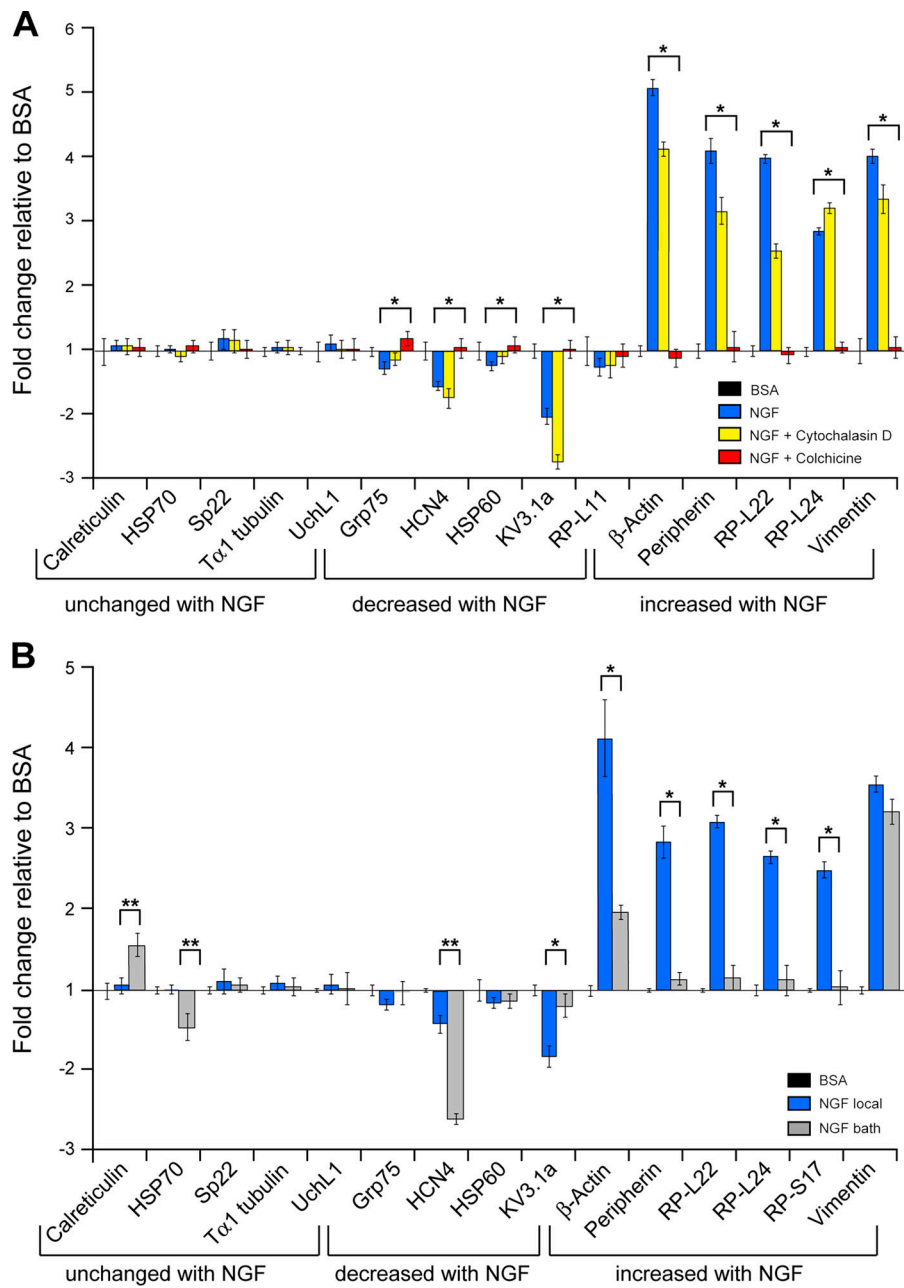 A
Fold change relative to BSA
6
5
4
3
2
1
-2
-3
* * * * * * * * *
BSA
NGF
NGF + Cytochalasin D
NGF + Colchicine
Calreticulin
HSP70
Sp22
Tα1 tubulin
UchL1
Grp75
HCN4
HSP60
KV3.1a
RP-L11
β-Actin
Peripherin
RP-L22
RP-L24
Vimentin
unchanged with NGF
decreased with NGF
increased with NGF
B
Fold change relative to BSA
5
4
3
2
1
-2
-3
** ** ** * * * * * *
BSA
NGF local
NGF bath
Calreticulin
HSP70
Sp22
Tα1 tubulin
UchL1
Grp75
HCN4
HSP60
KV3.1a
β-Actin
Peripherin
RP-L22
RP-L24
RP-S17
Vimentin
unchanged with NGF
decreased with NGF
increased with NGF